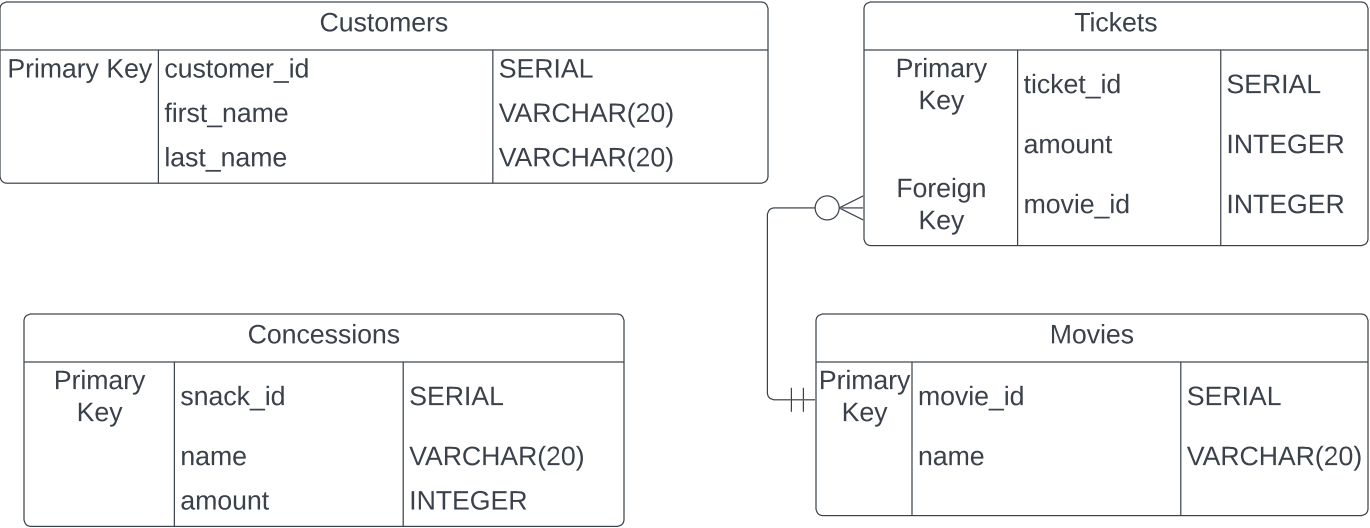 Customers
Primary Key customer_id SERIAL
first_name VARCHAR(20)
last_name VARCHAR(20)
Tickets
Primary
Key
ticket_id SERIAL
amount INTEGER
Foreign
Key
movie_id INTEGER
Concessions
Primary
Key
snack_id SERIAL
name VARCHAR(20)
amount INTEGER
Movies
Primary
Key
movie_id SERIAL
name VARCHAR(20)